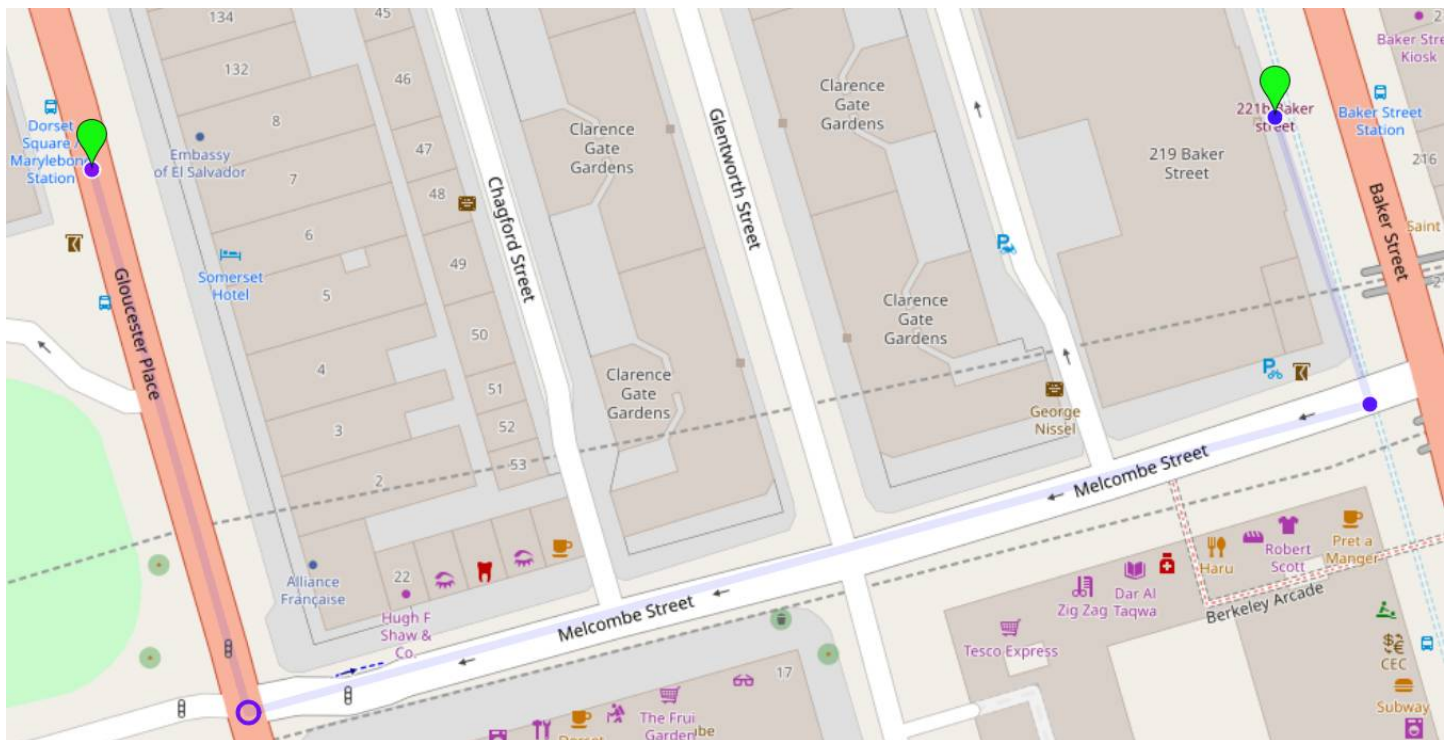 134
45
132
46
8
47
Embassy
of El Salvador
7
48
Dorset
Square /
Marylebone
Station
6
49
Somerset
Hotel
5
50
4
51
3
52
53
2
Gloucester Place
Chagford Street
Clarence
Gate
Gardens
Clarence
Gate
Gardens
Glentworth Street
Clarence
Gate
Gardens
Clarence
Gate
Gardens
219 Baker
Street
221b Baker
street
Baker Street
Baker Street
Station
Kiosk
216
Saint
P
P
George
Nissel
Melcombe Street
Melcombe Street
Alliance
Française
22
Hugh F
Shaw &
Co.
17
The Frui
Garden
Tesco Express
Zig Zag
Dar Al
Taqwa
Haru
Robert
Scott
Pret a
Manger
Berkeley Arcade
CEC
Subway